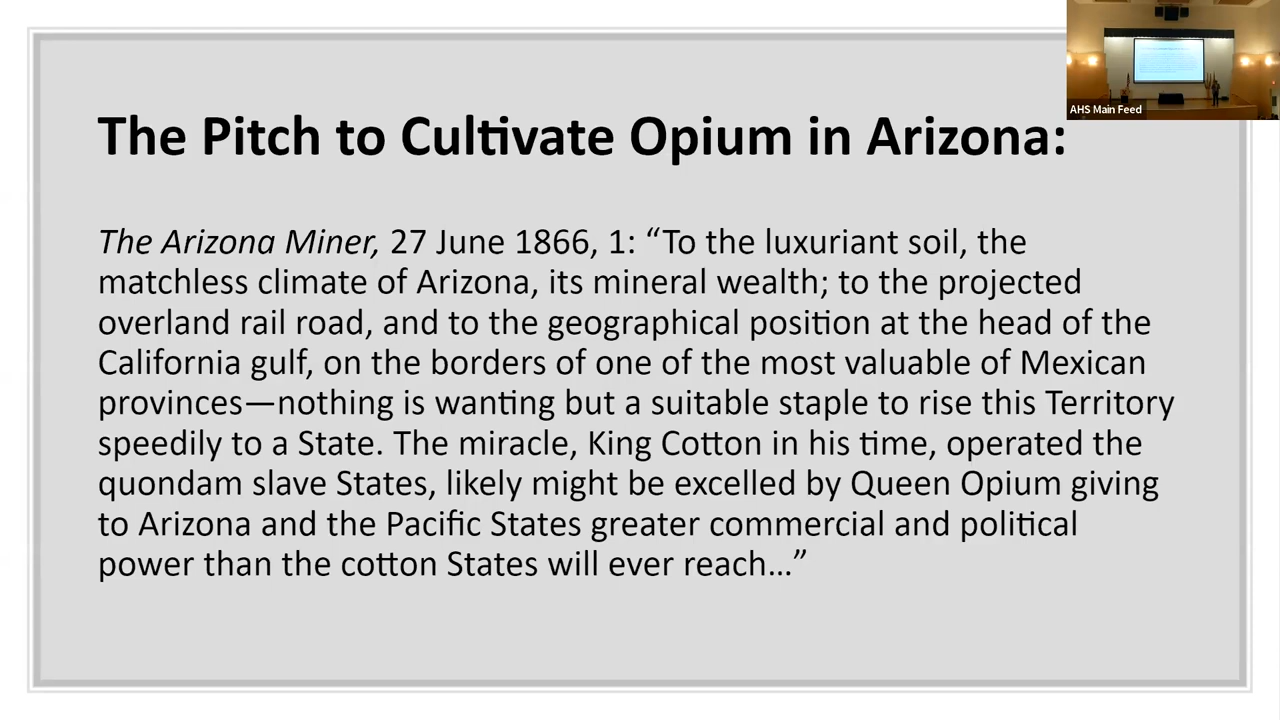 AHS Main Feed
The Pitch to Cultivate Opium in Arizona:
The Arizona Miner, 27 June 1866, 1: “To the luxuriant soil, the
matchless climate of Arizona, its mineral wealth; to the projected
overland rail road, and to the geographical position at the head of the
California gulf, on the borders of one of the most valuable of Mexican
provinces—nothing is wanting but a suitable staple to rise this Territory
speedily to a State. The miracle, King Cotton in his time, operated the
quondam slave States, likely might be excelled by Queen Opium giving
to Arizona and the Pacific States greater commercial and political
power than the cotton States will ever reach…”